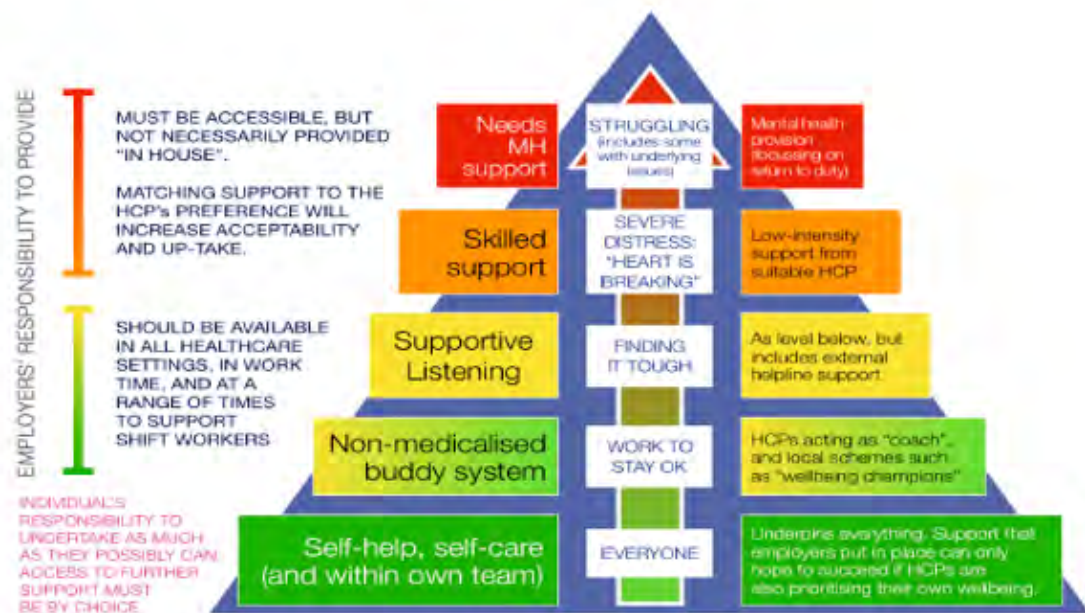 EMPLOYERS' RESPONSIBILITY TO PROVIDE
MUST BE ACCESSIBLE, BUT
NOT NECESSARILY PROVIDED
"IN HOUSE".
MATCHING SUPPORT TO THE
HCP's PREFERENCE WILL
INCREASE ACCEPTABILITY
AND UP-TAKE.
SHOULD BE AVAILABLE
IN ALL HEALTHCARE
SETTINGS, IN WORK
TIME, AND AT A
RANGE OF TIMES
TO SUPPORT
SHIFT WORKERS
INDIVIDUAL'S
RESPONSIBILITY TO
UNDERTAKE AS MUCH
AS THEY POSSIBLY CAN
ACCESS TO FURTHER
SUPPORT MUST
BE BY CHOICE
Needs
MH
support
STRUGGLING
(includes some
with underlying
issues)
Mental health
provision
(focussing on
return to duty)
Skilled
support
SEVERE
DISTRESS:
"HEART IS
BREAKING"
Low-intensity
support from
suitable HCP
Supportive
Listening
FINDING
IT TOUGH
As level below, but
includes external
helpline support
Non-medicalised
buddy system
WORK TO
STAY OK
HCPs acting as "coach",
and local schemes such
as "wellbeing champions"
Self-help, self-care
(and within own team)
EVERYONE
Underpins everything. Support that
employers put in place can only
hope to succeed if HCPs are
also prioritising their own wellbeing.